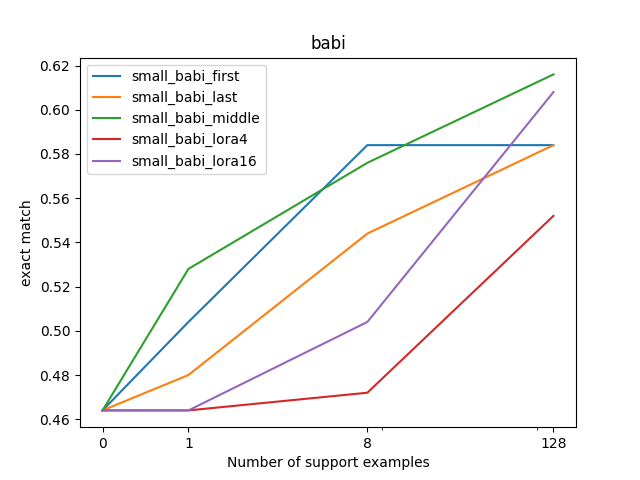 babi
small_babi_first
small_babi_last
small_babi_middle
small_babi_lora4
small_babi_lora16
exact match
0.62
0.60
0.58
0.56
0.54
0.52
0.50
0.48
0.46
0 1 8 128
Number of support examples